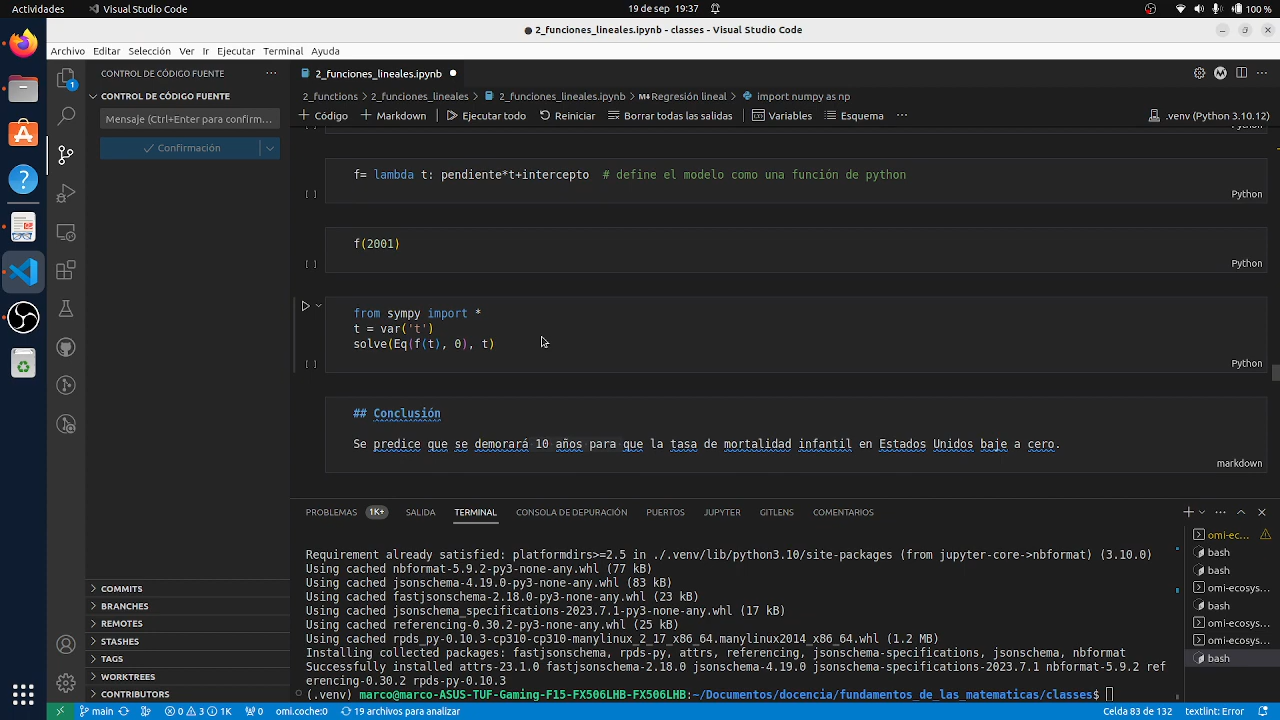 Actividades
Visual Studio Code
19 de sep 19:37
100 %
2_funciones_lineales.ipynb - classes - Visual Studio Code
Archivo Editar Selección Ver Ir Ejecutar Terminal Ayuda
CONTROL DE CÓDIGO FUENTE
CONTROL DE CÓDIGO FUENTE
Mensaje (Ctrl+Enter para confirm...
Confirmación
COMMITS
BRANCHES
REMOTES
STASHES
TAGS
WORKTREES
CONTRIBUTORS
1
2_funciones_lineales.ipynb
2_functions > 2_funciones_lineales > 2_funciones_lineales.ipynb > Regresión lineal > import numpy as np
+ Código + Markdown Ejecutar todo Reiniciar Borrar todas las salidas Variables Esquema ...
.venv (Python 3.10.12)
Python
f= lambda t: pendiente*t+intercepto # define el modelo como una función de python
[ ]
Python
f(2001)
[ ]
Python
from sympy import *
t = var('t')
solve(Eq(f(t), 0), t)
[ ]
Python
## Conclusión
Se predice que se demorará 10 años para que la tasa de mortalidad infantil en Estados Unidos baje a cero.
markdown
PROBLEMAS 1K+ SALIDA TERMINAL CONSOLA DE DEPURACIÓN PUERTOS JUPYTER GITLENS COMENTARIOS
Requirement already satisfied: platformdirs>=2.5 in ./.venv/lib/python3.10/site-packages (from jupyter-core->nbformat) (3.10.0)
Using cached nbformat-5.9.2-py3-none-any.whl (77 kB)
Using cached jsonschema-4.19.0-py3-none-any.whl (83 kB)
Using cached fastjsonschema-2.18.0-py3-none-any.whl (23 kB)
Using cached jsonschema_specifications-2023.7.1-py3-none-any.whl (17 kB)
Using cached referencing-0.30.2-py3-none-any.whl (25 kB)
Using cached rpds_py-0.10.3-cp310-cp310-manylinux_2_17_x86_64.manylinux2014_x86_64.whl (1.2 MB)
Installing collected packages: fastjsonschema, rpds-py, attrs, referencing, jsonschema-specifications, jsonschema, nbformat
Successfully installed attrs-23.1.0 fastjsonschema-2.18.0 jsonschema-4.19.0 jsonschema-specifications-2023.7.1 nbformat-5.9.2 ref
erencing-0.30.2 rpds-py-0.10.3
(.venv) marco@marco-ASUS-TUF-Gaming-F15-FX506LHB-FX506LHB:~/Documentos/docencia/fundamentos_de_las_matematicas/classes$
omi-ec...
bash
bash
omi-ecosys...
bash
omi-ecosys...
omi-ecosys...
bash
main
0 3 1K
0
omi.coche:0
19 archivos para analizar
Celda 83 de 132
textlint: Error